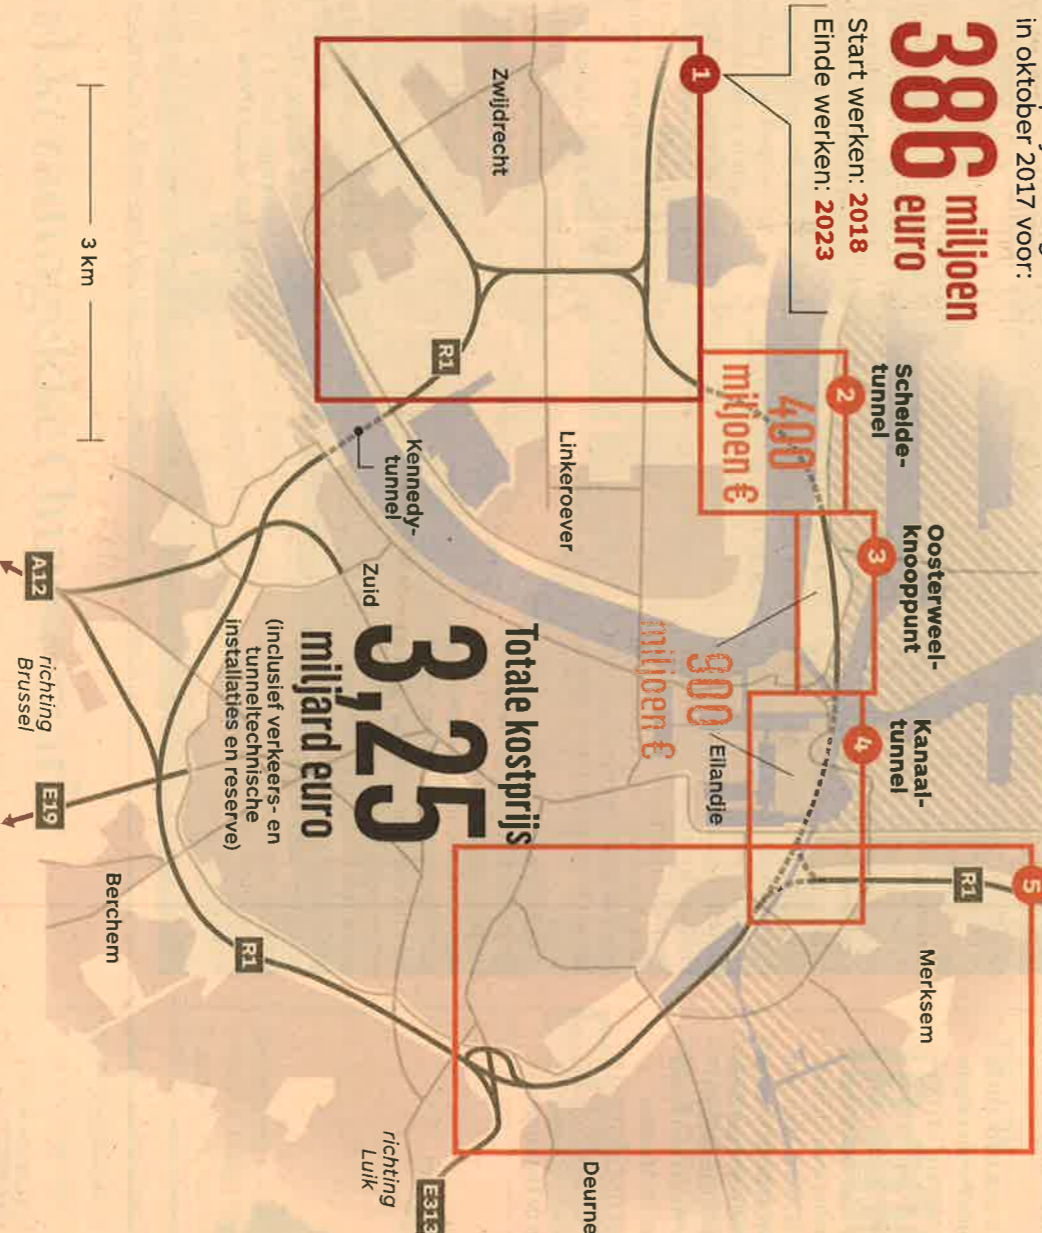 in oktober 2017 voor:
386 miljoen
euro
Start werken: 2018
Einde werken: 2023
1
Zwijdrecht
R1
3 km
2
Schelde-
tunnel
400
miljoen €
Kennedy-
tunnel
Linkeroever
3
Oosterweel-
knooppunt
900
miljoen €
4
Kanaal-
tunnel
Eilandje
Zuid
Totale kostprijs
3,25
miljard euro
(inclusief verkeers- en
tunneltechnische
installaties en reserve)
A12
richting
Brussel
E19
Berchem
R1
5
R1
Merksem
richting
Luik
E313
Deurne